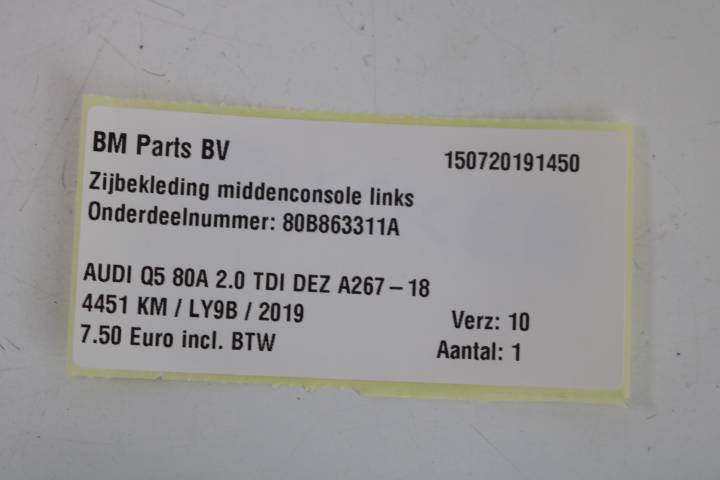 BM Parts BV 150720191450
Zijbekleding middenconsole links
Onderdeelnummer: 80B863311A
AUDI Q5 80A 2.0 TDI DEZ A267 – 18
4451 KM / LY9B / 2019 Verz: 10
7.50 Euro incl. BTW Aantal: 1